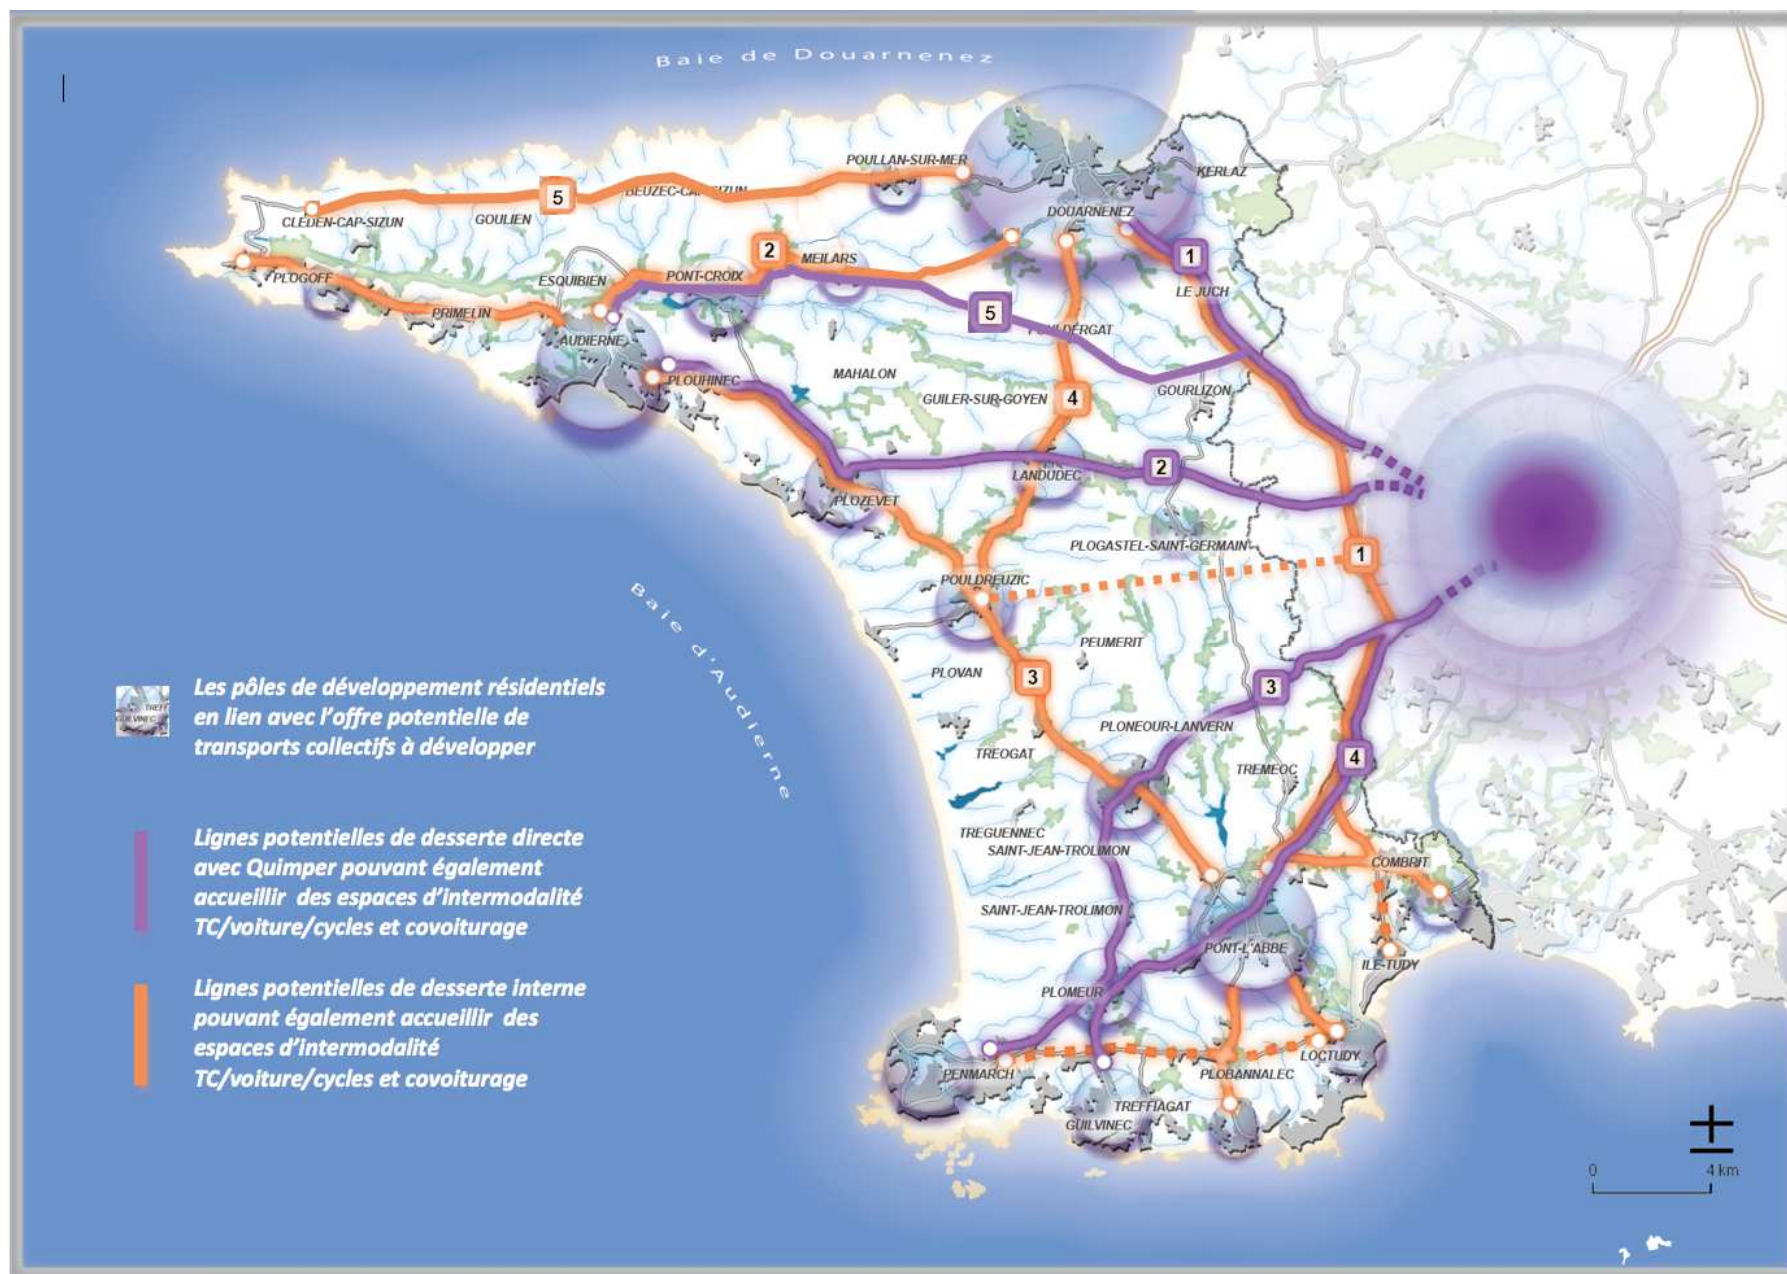 Baie de Douarnenez
POULLAN-SUR-MER
KERLAZ
5
BEUZEC-CAP-SIZUN
CLEDEN-CAP-SIZUN
GOULIEN
DOUARNENEZ
2
MEILARS
1
PLOGOFF
ESQUIBIEN
PONT-CROIX
LE JUCH
PRIMELIN
5
POULDERGAT
AUDIERNE
PLOUHINEC
MAHALON
GUILER-SUR-GOYEN
4
GOURLIZON
2
LANDUDEC
PLOZEVET
PLOGASTEL-SAINT-GERMAIN
1
POULDREUZIC
Baie d'Audierne
PEUMERIT
PLOVAN
3
3
PLONEOUR-LANVERN
TREOGAT
TREMEOC
4
TREGUENNEC
SAINT-JEAN-TROLIMON
COMBRIT
SAINT-JEAN-TROLIMON
PONT-L'ABBE
ILE-TUDY
PLOMEUR
LOCTUDY
PENMARCH
PLOBANNALEC
TREFFIAGAT
GUILVINEC
TREFF
GUILVINEC
Les pôles de développement résidentiels
en lien avec l'offre potentielle de
transports collectifs à développer
Lignes potentielles de desserte directe
avec Quimper pouvant également
accueillir des espaces d'intermodalité
TC/voiture/cycles et covoiturage
Lignes potentielles de desserte interne
pouvant également accueillir des
espaces d'intermodalité
TC/voiture/cycles et covoiturage
0 4 km